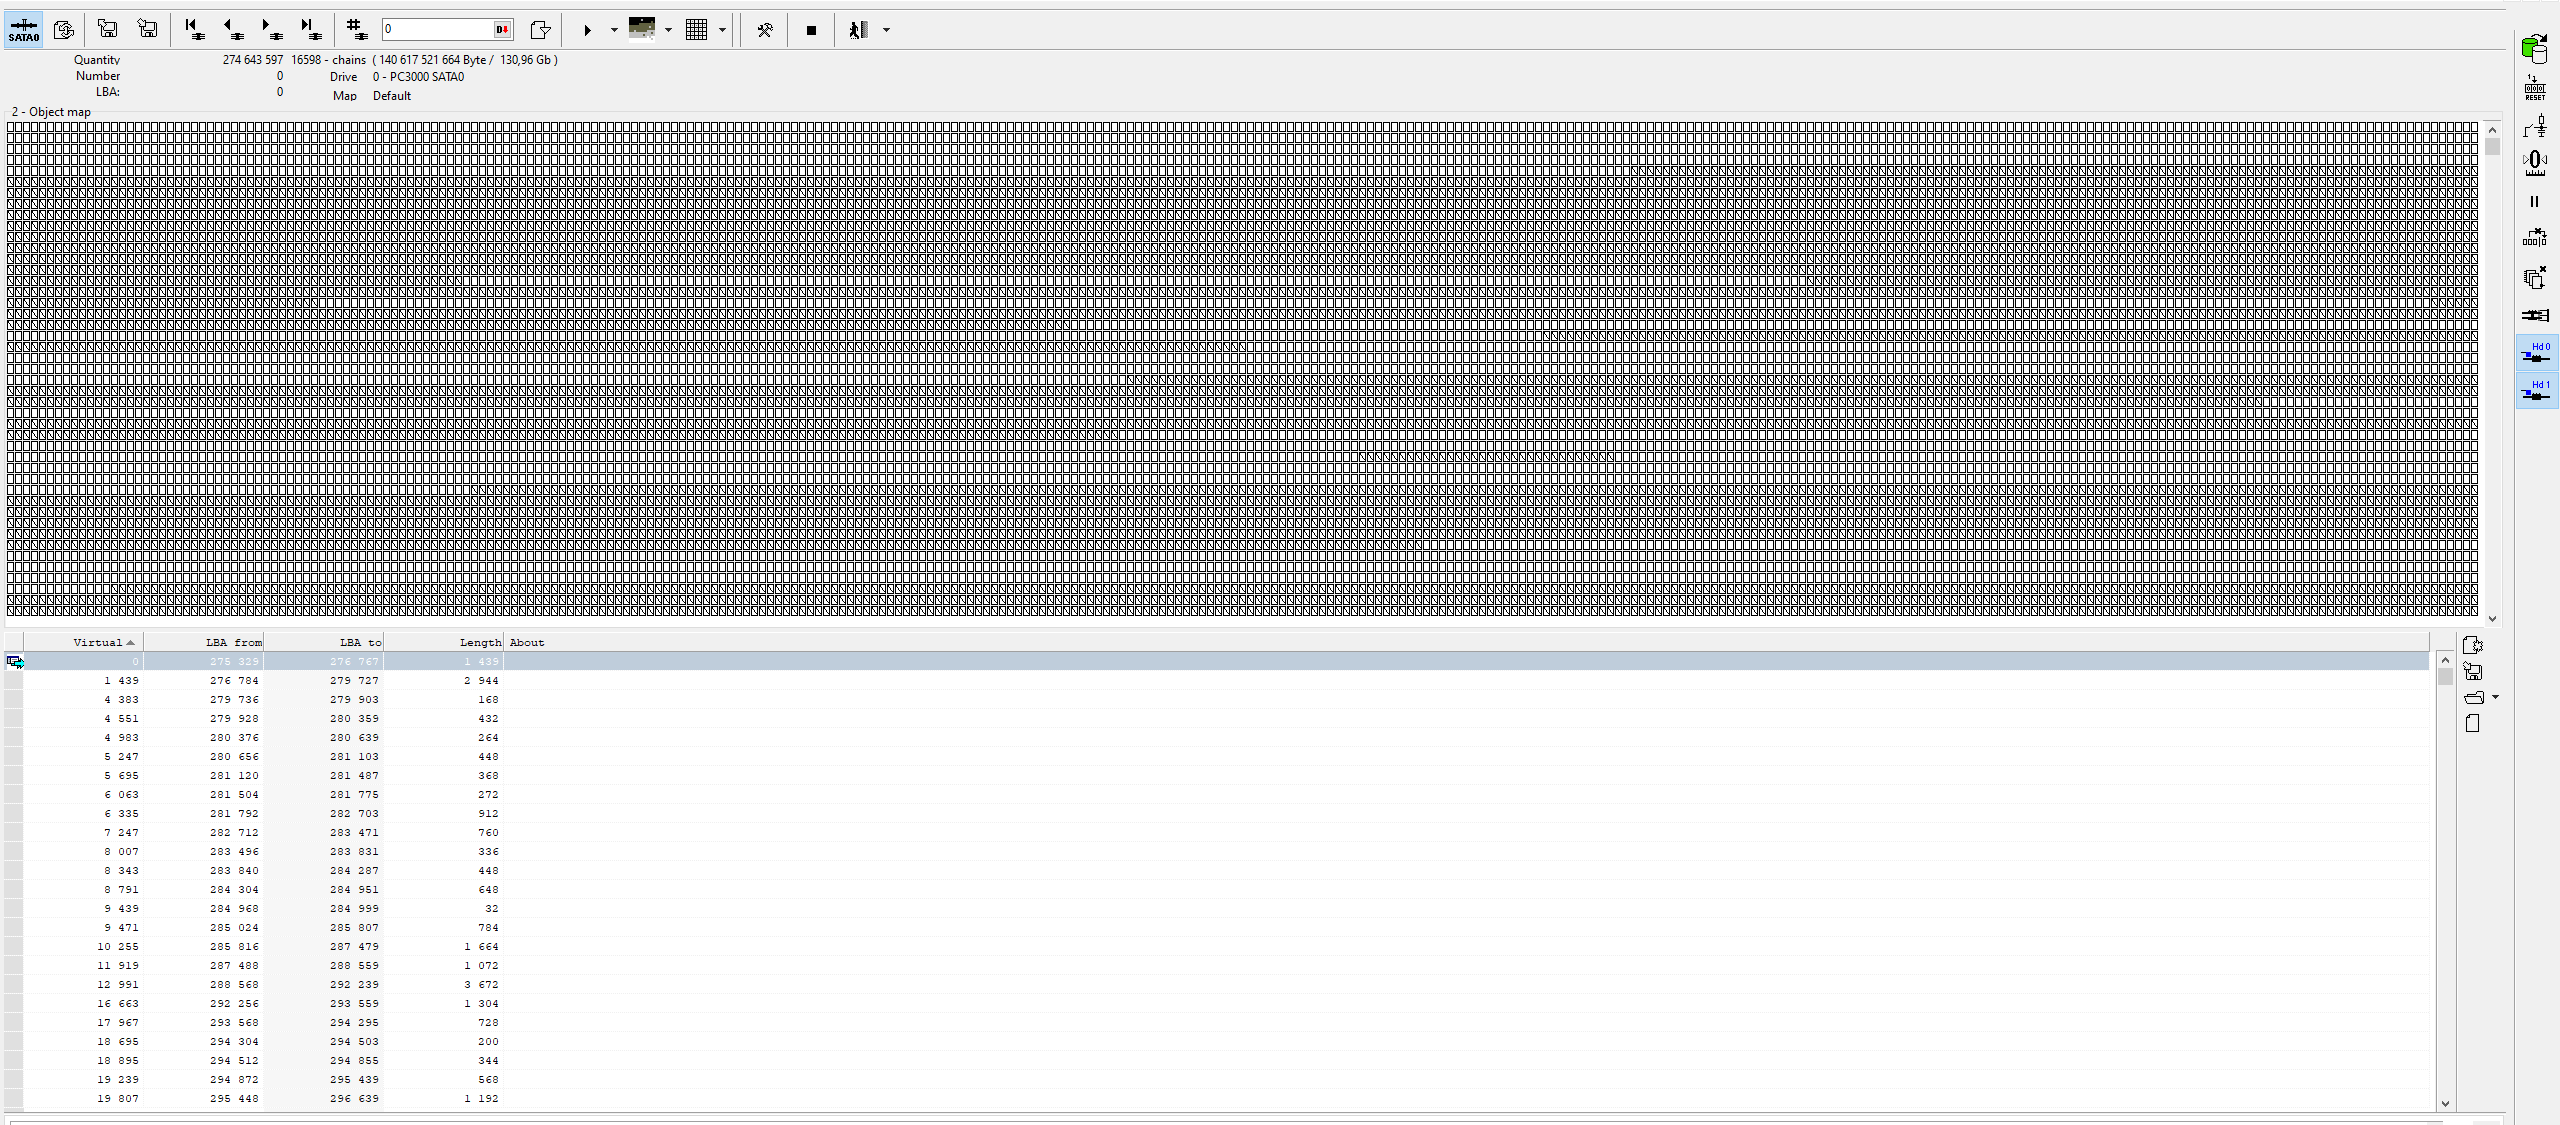 SATA0
0
D
Quantity 274 643 597 16598 - chains ( 140 617 521 664 Byte / 130,96 Gb )
Number 0 Drive 0 - PC3000 SATA0
LBA: 0 Map Default
2 - Object map
Virtual LBA from LBA to Length About
0 275 329 276 767 1 439
1 439 276 784 279 727 2 944
4 383 279 736 279 903 168
4 551 279 928 280 359 432
4 983 280 376 280 639 264
5 247 280 656 281 103 448
5 695 281 120 281 487 368
6 063 281 504 281 775 272
6 335 281 792 282 703 912
7 247 282 712 283 471 760
8 007 283 496 283 831 336
8 343 283 840 284 287 448
8 791 284 304 284 951 648
9 439 284 968 284 999 32
9 471 285 024 285 807 784
10 255 285 816 287 479 1 664
11 919 287 488 288 559 1 072
12 991 288 568 292 239 3 672
16 663 292 256 293 559 1 304
17 967 293 568 294 295 728
18 695 294 304 294 503 200
18 895 294 512 294 855 344
19 239 294 872 295 439 568
19 807 295 448 296 639 1 192
RESET
0
Hd 0
Hd 1